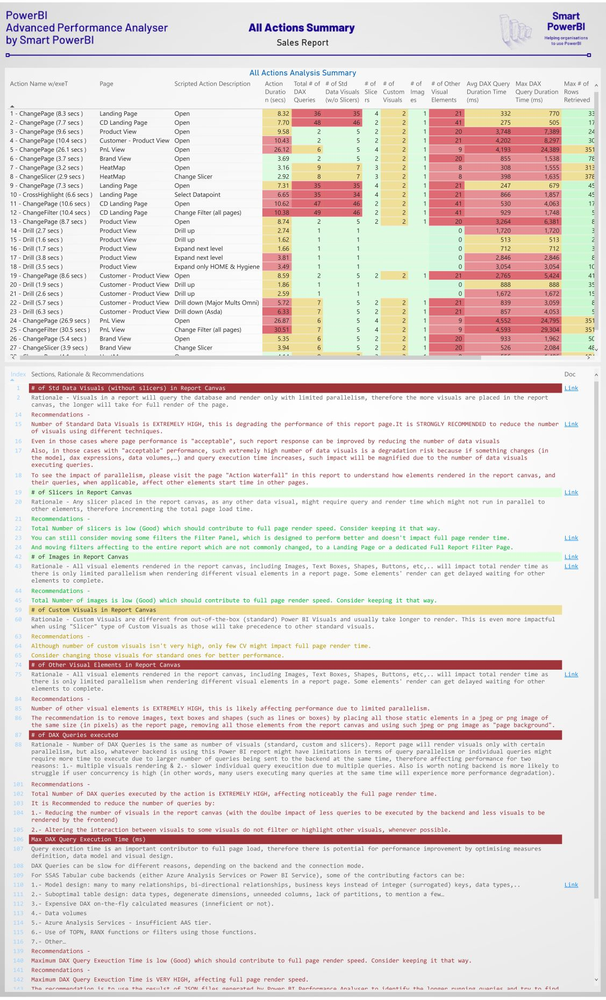 PowerBI
Advanced Performance Analyser
by Smart PowerBI
All Actions Summary
Sales Report
Smart
PowerBI
Helping organisations
to use PowerBI
All Actions Analysis Summary
Action Name w/exeT Page Scripted Action Description Action Duratio n (secs) Total # of DAX Queries # of Std Data Visuals (w/o Slicers) # of Slice rs # of Custom Visuals # of Imag es # of Other Visual Elements Avg DAX Query Duration Time (ms) Max DAX Query Duration Time (ms) Max # of Rows Retrieved
1 - ChangePage (8.3 secs ) Landing Page Open 8.32 36 35 4 2 1 21 332 770 33
2 - ChangePage (7.7 secs ) CD Landing Page Open 7.70 48 46 2 2 1 41 275 505 17
3 - ChangePage (9.6 secs ) Product View Open 9.58 2 5 2 2 1 20 3,748 7,389 24
4 - ChangePage (10.4 secs ) Customer - Product View Open 10.43 2 5 2 2 1 21 4,202 8,297 30
5 - ChangePage (26.1 secs ) PnL View Open 26.12 6 5 4 2 1 9 4,193 24,389 351
6 - ChangePage (3.7 secs ) Brand View Open 3.69 2 5 2 2 1 20 855 1,538 78
7 - ChangePage (3.2 secs ) HeatMap Open 3.16 9 7 3 2 1 8 308 1,555 313
8 - ChangeSlicer (2.9 secs ) HeatMap Change Slicer 2.92 8 7 3 2 1 8 398 1,635 378
9 - ChangePage (7.3 secs ) Landing Page Open 7.31 35 35 4 2 1 21 247 679 45
10 - CrossHighlight (6.6 secs ) Landing Page Select Datapoint 6.65 35 34 4 2 1 21 866 1,857 45
11 - ChangePage (10.6 secs ) CD Landing Page Open 10.62 47 46 2 2 1 41 530 4,063 17
12 - ChangeFilter (10.4 secs ) CD Landing Page Change Filter (all pages) 10.38 49 46 2 2 1 41 929 1,748 5
13 - ChangePage (8.7 secs ) Product View Open 8.74 2 5 2 2 1 20 3,264 6,381 8
14 - Drill (2.7 secs ) Product View Drill up 2.74 1 1 0 1,720 1,720 3
15 - Drill (1.6 secs ) Product View Drill up 1.62 1 1 0 513 513 2
16 - Drill (1.7 secs ) Product View Expand next level 1.66 1 1 0 712 712 3
17 - Drill (3.8 secs ) Product View Expand next level 3.81 1 1 0 2,846 2,846 8
18 - Drill (3.5 secs ) Product View Expand only HOME & Hygiene 3.49 1 1 0 3,054 3,054 10
19 - ChangePage (8.6 secs ) Customer - Product View Open 8.59 2 5 2 2 1 21 2,765 5,424 41
20 - Drill (1.9 secs ) Customer - Product View Drill up 1.86 1 1 0 888 888 35
21 - Drill (2.6 secs ) Customer - Product View Drill up 2.59 1 1 0 1,672 1,672 15
22 - Drill (5.7 secs ) Customer - Product View Drill down (Major Mults Omni) 5.72 7 5 2 2 1 21 839 3,059 8
23 - Drill (6.3 secs ) Customer - Product View Drill down (Asda) 6.33 7 5 2 2 1 21 857 4,053 5
24 - ChangePage (26.9 secs ) PnL View Open 26.87 6 5 4 2 1 9 4,552 24,795 351
25 - ChangeFilter (30.5 secs ) PnL View Change Filter (all pages) 30.51 7 5 4 2 1 9 4,593 29,304 351
26 - ChangePage (5.4 secs ) Brand View Open 5.35 6 5 2 2 1 20 933 1,962 50
27 - ChangeSlicer (3.9 secs ) Brand View Change Slicer 3.94 6 5 2 2 1 20 526 2,084 48
Index Sections, Rationale & Recommendations Doc
1 # of Std Data Visuals (without slicers) in Report Canvas Link
2 Rationale - Visuals in a report will query the database and render only with limited parallelism, therefore the more visuals are placed in the report
canvas, the longer will take for full render of the page.
14 Recommendations -
15 Number of Standard Data Visuals is EXTREMELY HIGH, this is degrading the performance of this report page.It is STRONGLY RECOMMENDED to reduce the number Link
of visuals using different techniques.
16 Even in those cases where page performance is "acceptable", such report response can be improved by reducing the number of data visuals
17 Also, in those cases with "acceptable" performance, such extremely high number of data visuals is a degradation risk because if something changes (in
the model, dax expressions, data volumes,…) and query execution time increases, such impact will be magnified due to the number of data visuals
executing queries.
18 To see the impact of parallelism, please visit the page "Action Waterfall" in this report to understand how elements rendered in the report canvas, and
their queries, when applicable, affect other elements start time in other pages.
19 # of Slicers in Report Canvas Link
20 Rationale - Any slicer placed in the report canvas, as any other data visual, might require query and render time which might not run in parallel to
other elements, therefore incrementing the total page load time.
21 Recommendations -
22 Total Number of slicers is low (Good) which should contribute to full page render speed. Consider keeping it that way.
23 You can still consider moving some filters the Filter Panel, which is designed to perform better and doesn't impact full page render time. Link
24 And moving filters affecting to the entire report which are not commonly changed, to a Landing Page or a dedicated Full Report Filter Page.
42 # of Images in Report Canvas Link
43 Rationale - All visual elements rendered in the report canvas, including Images, Text Boxes, Shapes, Buttons, etc,.. will impact total render time as Link
there is only limited parallelism when rendering different visual elements in a report page. Some elements' render can get delayed waiting for other
elements to complete.
44 Recommendations -
45 Total Number of images is low (Good) which should contribute to full page render speed. Consider keeping it that way.
59 # of Custom Visuals in Report Canvas
60 Rationale - Custom Visuals are different from out-of-the-box (standard) Power BI Visuals and usually take longer to render. This is even more impactful
when using "Slicer" type of Custom Visuals as those will take precedence to other standard visuals.
63 Recommendations -
64 Although number of custom visuals isn't very high, only few CV might impact full page render time.
65 Consider changing those visuals for standard ones for better performance.
74 # of Other Visual Elements in Report Canvas
75 Rationale - All visual elements rendered in the report canvas, including Images, Text Boxes, Shapes, Buttons, etc,.. will impact total render time as Link
there is only limited parallelism when rendering different visual elements in a report page. Some elements' render can get delayed waiting for other
elements to complete.
84 Recommendations -
85 Number of other visual elements is EXTREMELY HIGH, this is likely affecting performance due to limited parallelism.
86 The recommendation is to remove images, text boxes and shapes (such as lines or boxes) by placing all those static elements in a jpeg or png image of
the same size (in pixels) as the report page, removing all those elements from the report canvas and using such jpeg or png image as "page background".
87 # of DAX Queries executed
88 Rationale - Number of DAX Queries is the same as number of visuals (standard, custom and slicers). Report page will render visuals only with certain
parallelism, but also, whatever backend is using this Power BI report might have limitations in terms of query parallelism or individual queries might
require more time to execute due to larger number of queries being sent to the backend at the same time, therefore affecting performance for two
reasons: 1.- multiple visuals rendering & 2.- slower individual query exeucition due to multiple queries. Also is worth noting backend is more likely to
struggle if user concurrency is high (in other words, many users executing many queries at the same time will experience more performance degradation).
101 Recommendations -
102 Total Number of DAX queries executed by the action is EXTREMELY HIGH, affecting noticeably the full page render time.
103 It is Recommended to reduce the number of queries by:
104 1.- Reducing the number of visuals in the report canvas (with the doulbe impact of less queries to be executed by the backend and less visuals to be
rendered by the frontend)
105 2.- Altering the interaction between visuals to some visuals do not filter or highlight other visuals, whenever possible.
106 Max DAX Query Execution Time (ms)
107 Query execution time is an important contributor to full page load, therefore there is potential for performance improvement by optimising measures
definition, data model and visual design.
108 DAX Queries can be slow for different reasons, depending on the backend and the connection mode.
109 For SSAS Tabular cube backends (either Azure Analysis Services or Power BI Service), some of the contributing factors can be:
110 1.- Model design: many to many relationships, bi-directional relationships, business keys instead of integer (surrogated) keys, data types,.. Link
111 2.- Suboptimal table design: data types, degenerate dimensions, unneeded columns, lack of partitions, to mention a few…
112 3.- Expensive DAX on-the-fly calculated measures (inneficient or not).
113 4.- Data volumes
114 5.- Azure Analysis Services - insufficient AAS tier.
115 6.- Use of TOPN, RANX functions or filters using those functions.
116 7.- Other…
139 Recommendations -
140 Maximum DAX Query Exeuction Time is low (Good) which should contribute to full page render speed. Consider keeping it that way.
141 Recommendations -
142 Maximum DAX Query Exeuction Time is VERY HIGH, affecting full page render speed.
143 The recommendation is to use the resulst of JSON files generated by Power BI Performance Analyser to identify the longer running queries and try to find